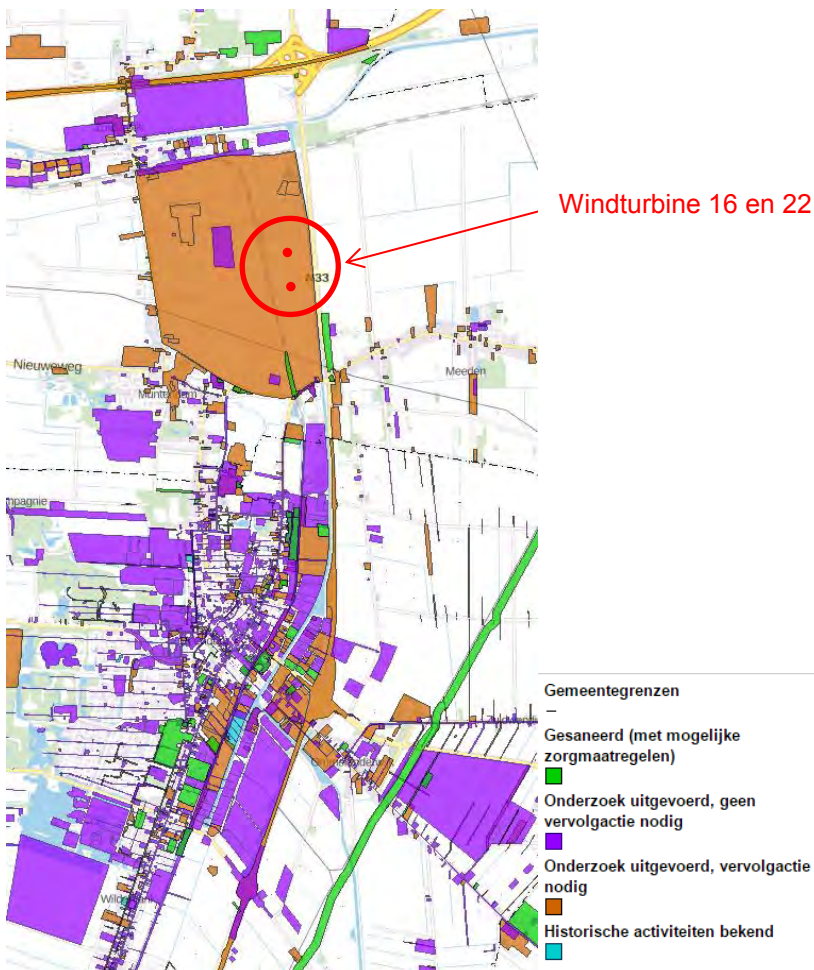 Windturbine 16 en 22
N33
Nieuweweg
Meeden
Muntendam
mpagnie
Gemeentegrenzen
Gesaneerd (met mogelijke
zorgmaatregelen)
Onderzoek uitgevoerd, geen
vervolgactie nodig
Onderzoek uitgevoerd, vervolgactie
nodig
Historische activiteiten bekend